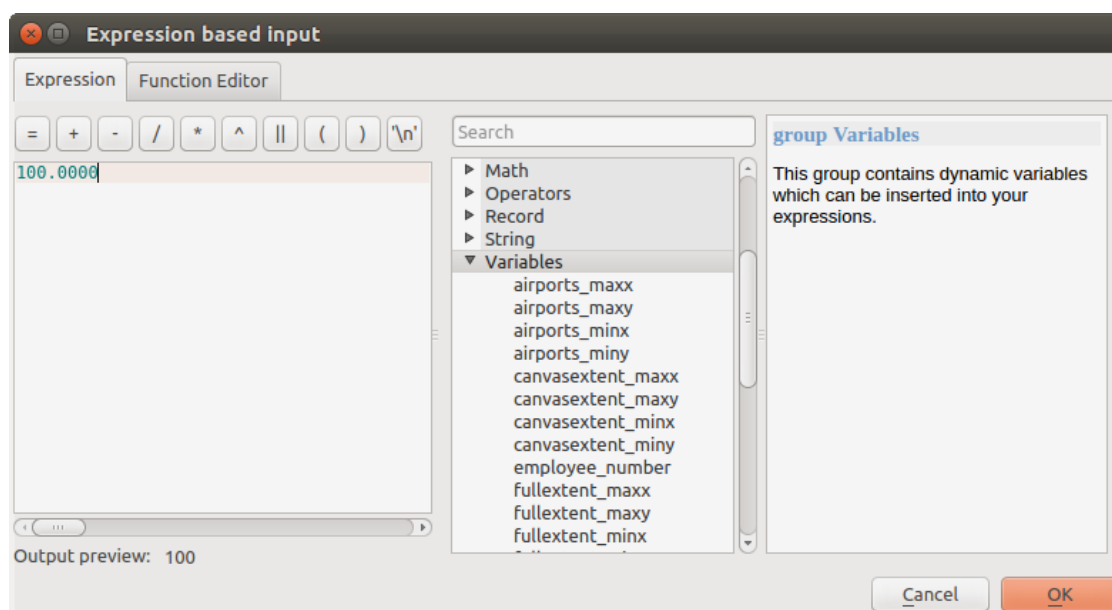 Expression based input
Expression Function Editor
= + - / * ^ || ( ) '\n'
100.0000
Output preview: 100
Search
Math
Operators
Record
String
Variables
airports_maxx
airports_maxy
airports_minx
airports_miny
canvasextent_maxx
canvasextent_maxy
canvasextent_minx
canvasextent_miny
employee_number
fullextent_maxx
fullextent_maxy
fullextent_minx
group Variables
This group contains dynamic variables
which can be inserted into your
expressions.
Cancel OK